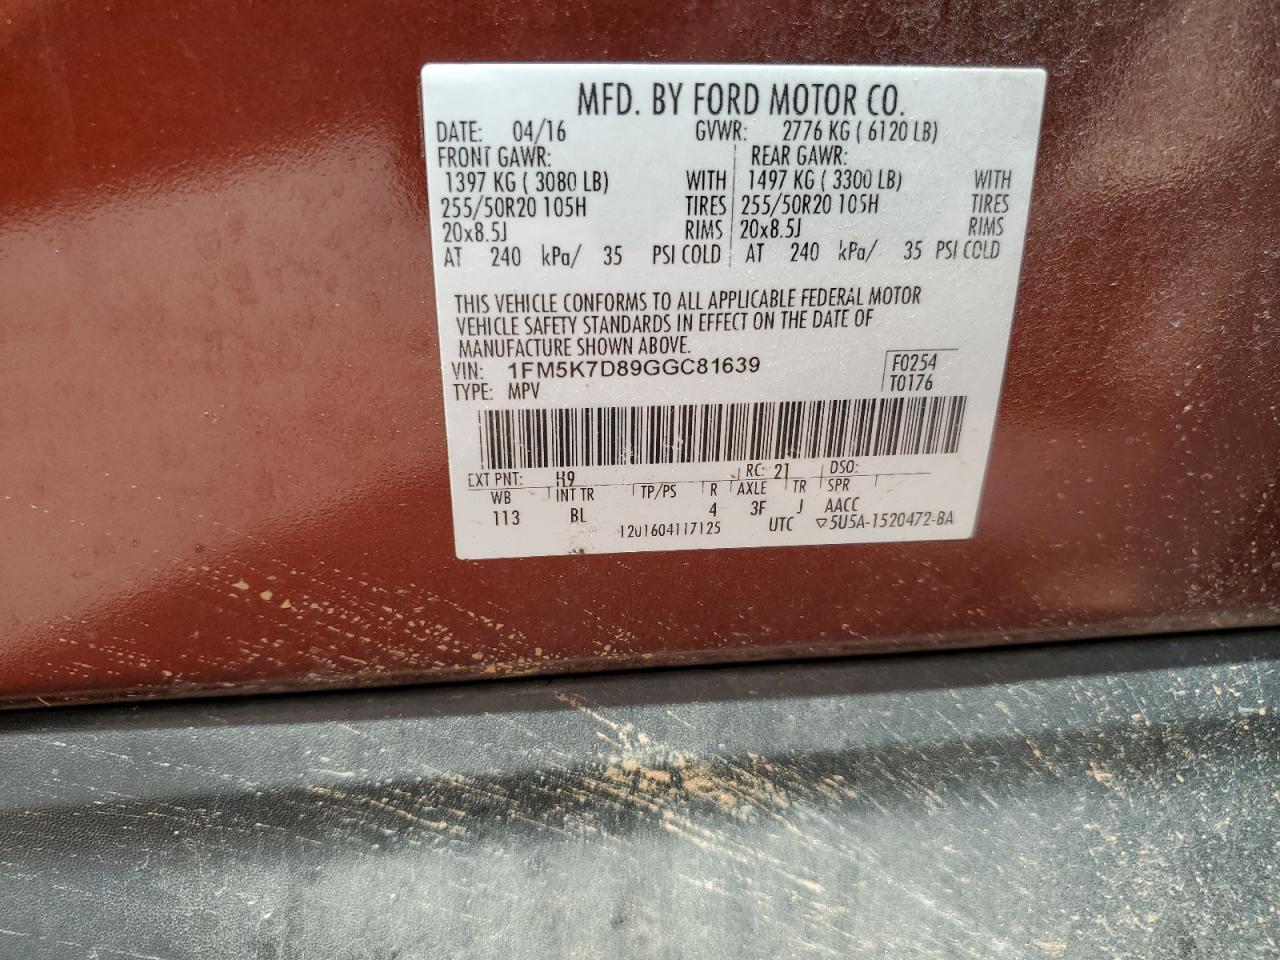 MFD. BY FORD MOTOR CO.
DATE: 04/16 GVWR: 2776 KG ( 6120 LB)
FRONT GAWR: REAR GAWR:
1397 KG ( 3080 LB) WITH 1497 KG ( 3300 LB) WITH
255/50R20 105H TIRES 255/50R20 105H TIRES
20x8.5J RIMS 20x8.5J RIMS
AT 240 kPa/ 35 PSI COLD AT 240 kPa/ 35 PSI COLD
THIS VEHICLE CONFORMS TO ALL APPLICABLE FEDERAL MOTOR
VEHICLE SAFETY STANDARDS IN EFFECT ON THE DATE OF
MANUFACTURE SHOWN ABOVE.
VIN: 1FM5K7D89GGC81639 F0254
TYPE: MPV T0176
EXT PNT: H9 RC: 21 DSO:
WB INT TR TP/PS R AXLE TR SPR
113 BL 4 3F J AACC
1201604117125 UTC ▽5U5A-1520472-BA